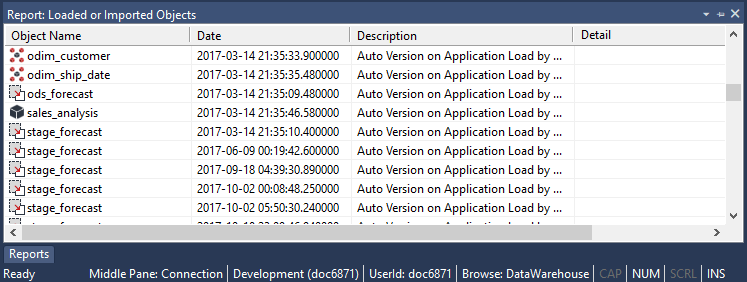 Report: Loaded or Imported Objects
Object Name Date Description Detail
odim_customer 2017-03-14 21:35:33.900000 Auto Version on Application Load by ...
odim_ship_date 2017-03-14 21:35:35.480000 Auto Version on Application Load by ...
ods_forecast 2017-03-14 21:35:09.480000 Auto Version on Application Load by ...
sales_analysis 2017-03-14 21:35:46.580000 Auto Version on Application Load by ...
stage_forecast 2017-03-14 21:35:10.400000 Auto Version on Application Load by ...
stage_forecast 2017-06-09 00:19:42.600000 Auto Version on Application Load by ...
stage_forecast 2017-09-18 04:39:30.890000 Auto Version on Application Load by ...
stage_forecast 2017-10-02 00:08:48.250000 Auto Version on Application Load by ...
stage_forecast 2017-10-02 05:50:30.240000 Auto Version on Application Load by ...
stage_forecast Auto Version on Application Load by ...
Reports
Ready Middle Pane: Connection Development (doc6871) UserId: doc6871 Browse: DataWarehouse CAP NUM SCRL INS